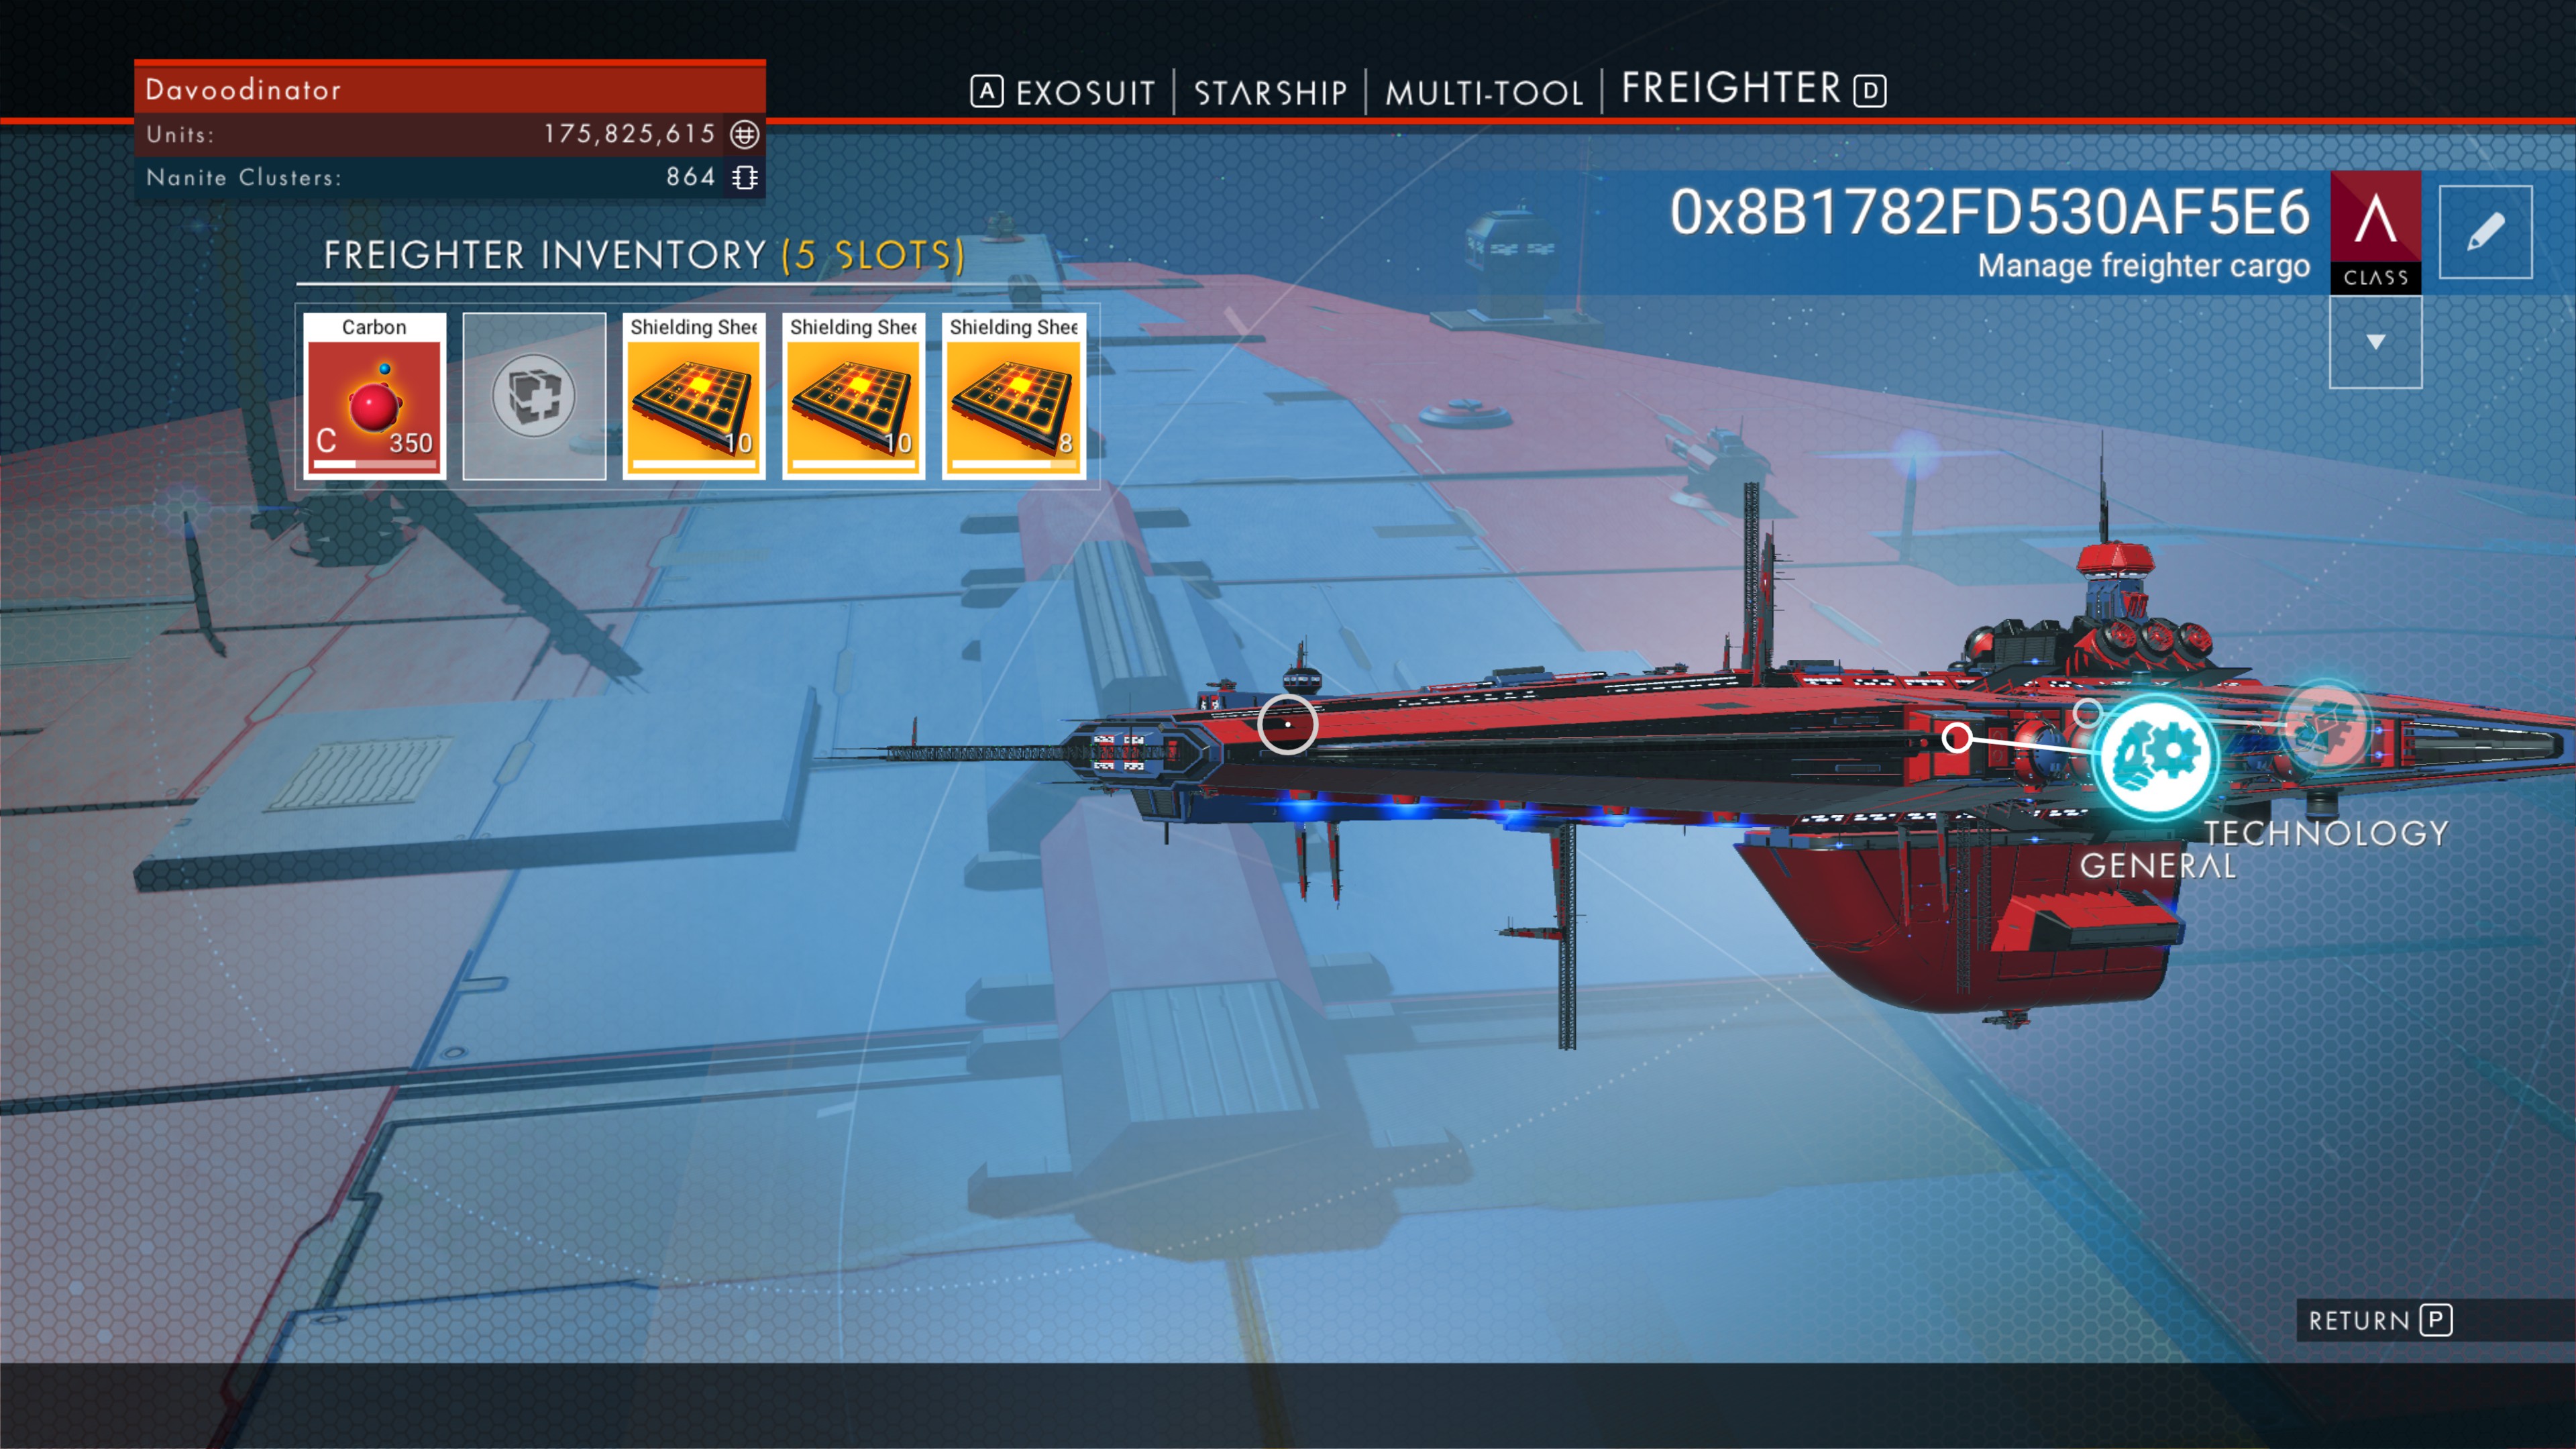 Davoodinator
Units: 175,825,615
Nanite Clusters: 864
A EXOSUIT STARSHIP MULTI-TOOL FREIGHTER D
0x8B1782FD530AF5E6
Manage freighter cargo
A
CLASS
FREIGHTER INVENTORY (5 SLOTS)
Carbon
C 350
Shielding Shee
10
Shielding Shee
10
Shielding Shee
8
TECHNOLOGY
GENERAL
RETURN P